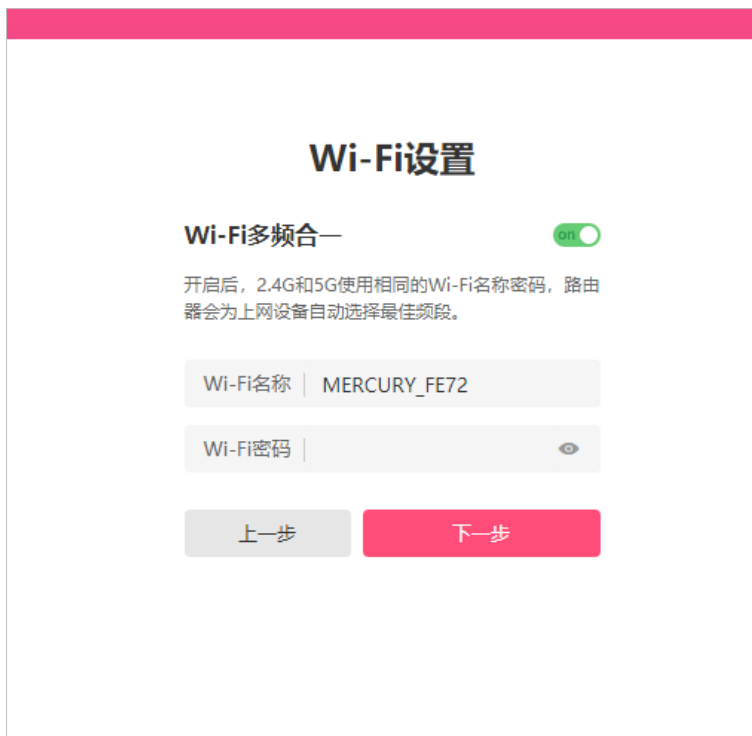 Wi-Fi设置
Wi-Fi多频合一
on
开启后，2.4G和5G使用相同的Wi-Fi名称密码，路由
器会为上网设备自动选择最佳频段。
Wi-Fi名称 MERCURY_FE72
Wi-Fi密码
上一步 下一步